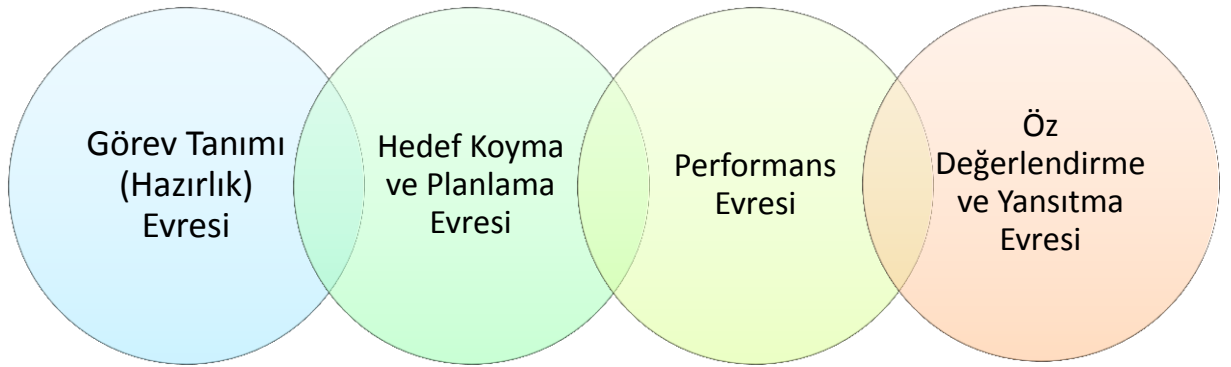 Görev Tanımı
(Hazırlık)
Evresi
Hedef Koyma
ve Planlama
Evresi
Performans
Evresi
Öz
Değerlendirme
ve Yansıtma
Evresi